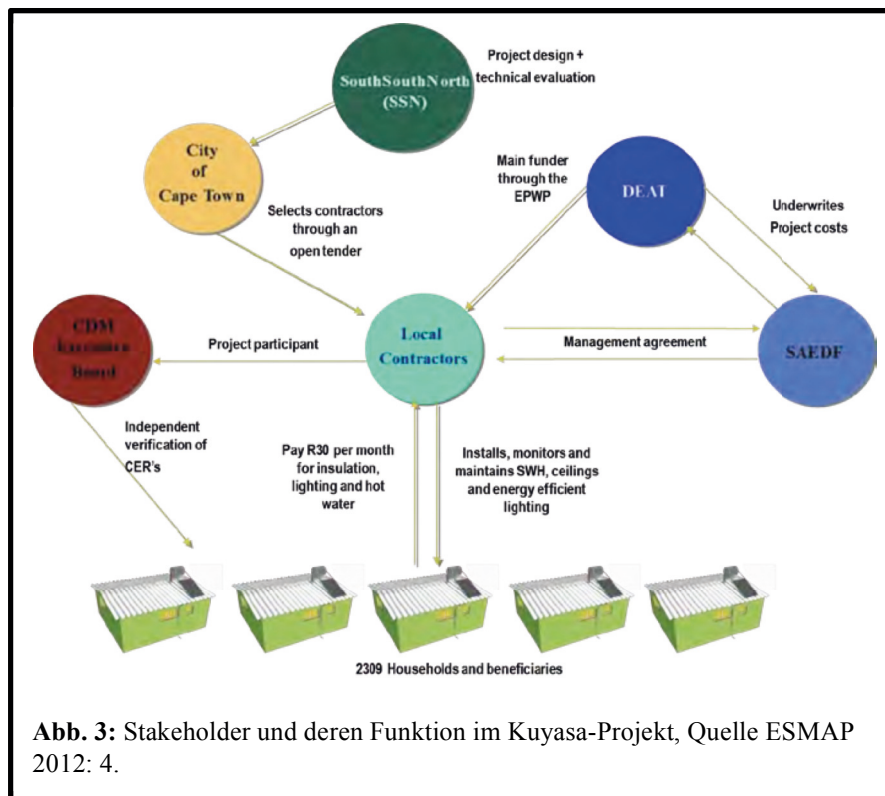 SouthSouthNorth
(SSN)
Project design +
technical evaluation
City
of
Cape Town
Main funder
through the
EPWP
DEAT
Selects contractors
through an
open tender
Underwrites
Project costs
CDM
Executive
Board
Project participant
Local
Contractors
Management agreement
SAEDF
Independent
verification of
CER's
Pay R30 per month
for insulation,
lighting and hot
water
Installs, monitors and
maintains SWH, ceilings
and energy efficient
lighting
2309 Households and beneficiaries
Abb. 3: Stakeholder und deren Funktion im Kuyasa-Projekt, Quelle ESMAP
2012: 4.